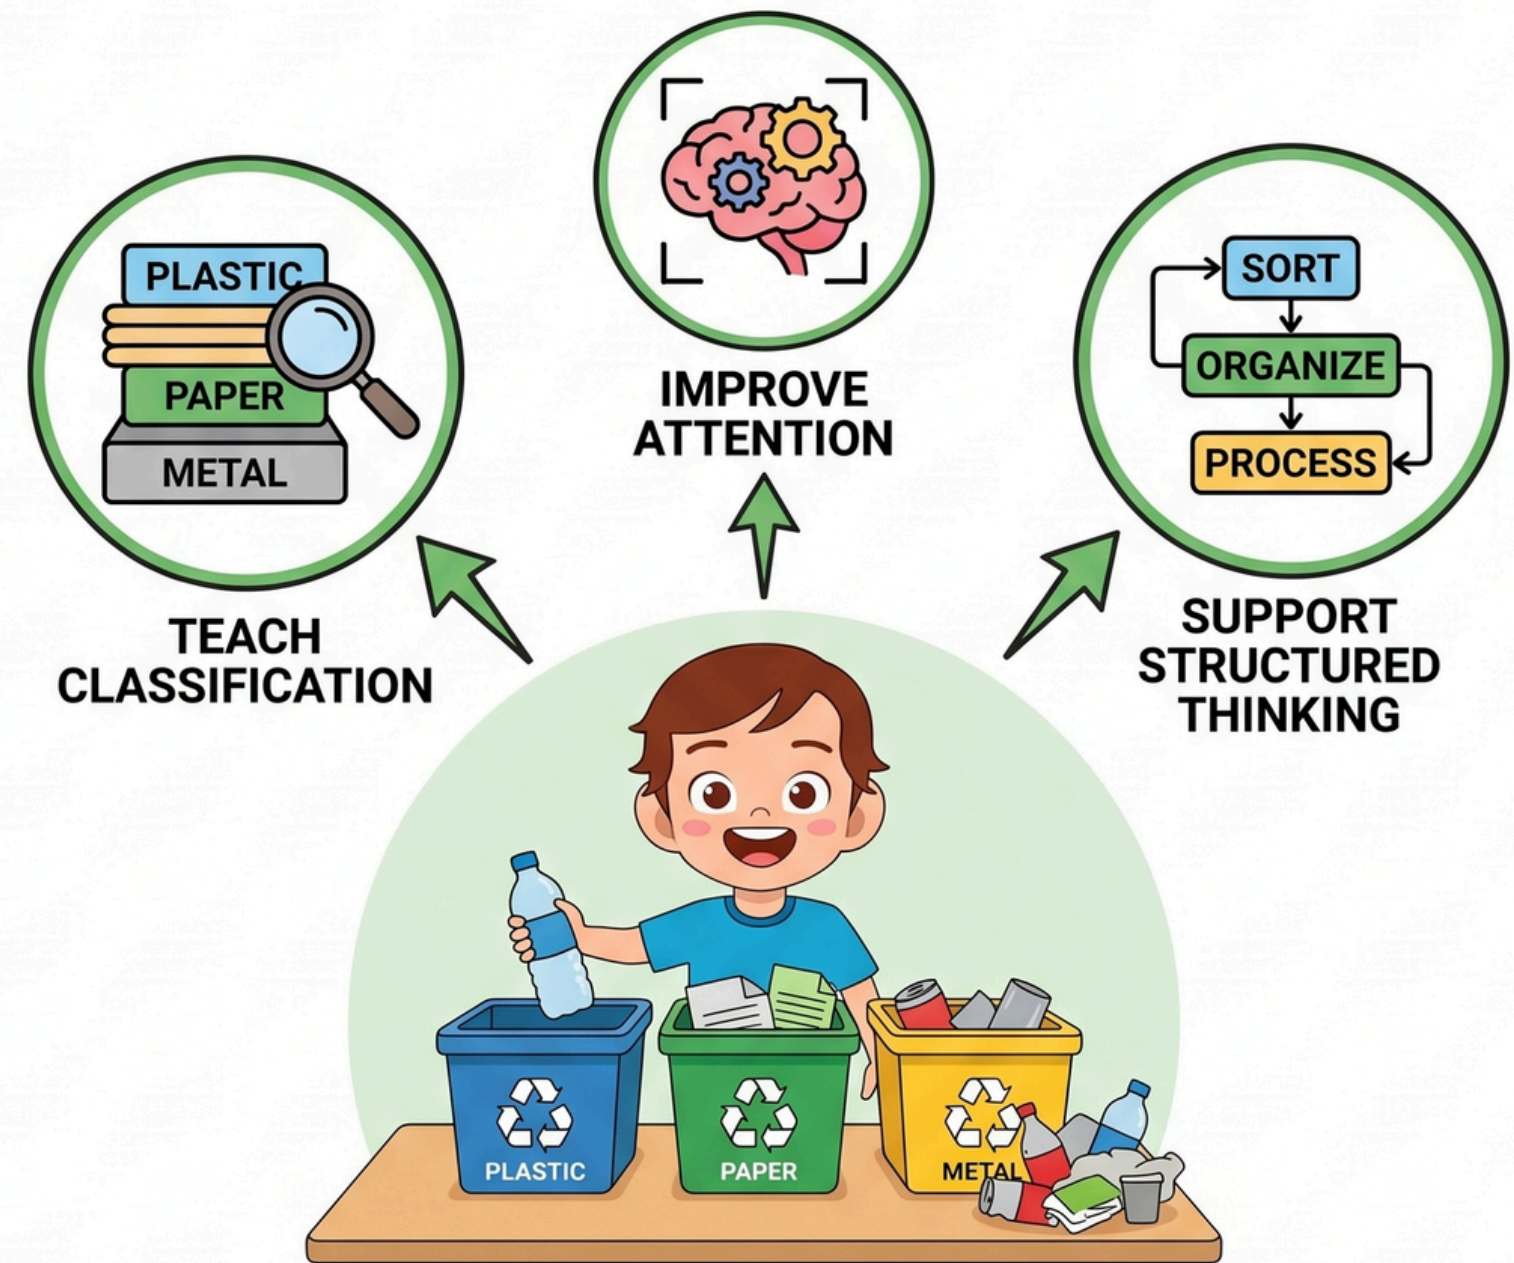 PLASTIC
PAPER
METAL
TEACH
CLASSIFICATION
IMPROVE
ATTENTION
SORT
ORGANIZE
PROCESS
SUPPORT
STRUCTURED
THINKING
PLASTIC
PAPER
METAL